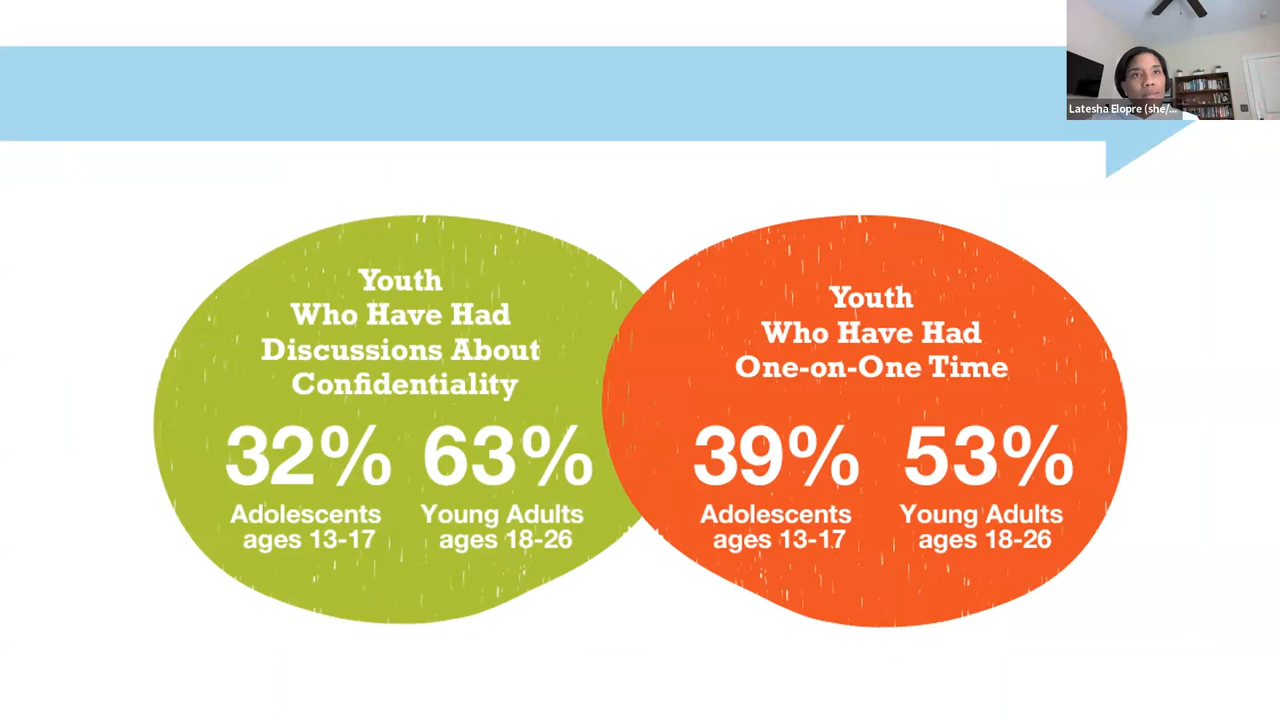 Latesha Elopre (she/...
Youth
Who Have Had
Discussions About
Confidentiality
32% 63%
Adolescents
ages 13-17
Young Adults
ages 18-26
Youth
Who Have Had
One-on-One Time
39% 53%
Adolescents
ages 13-17
Young Adults
ages 18-26